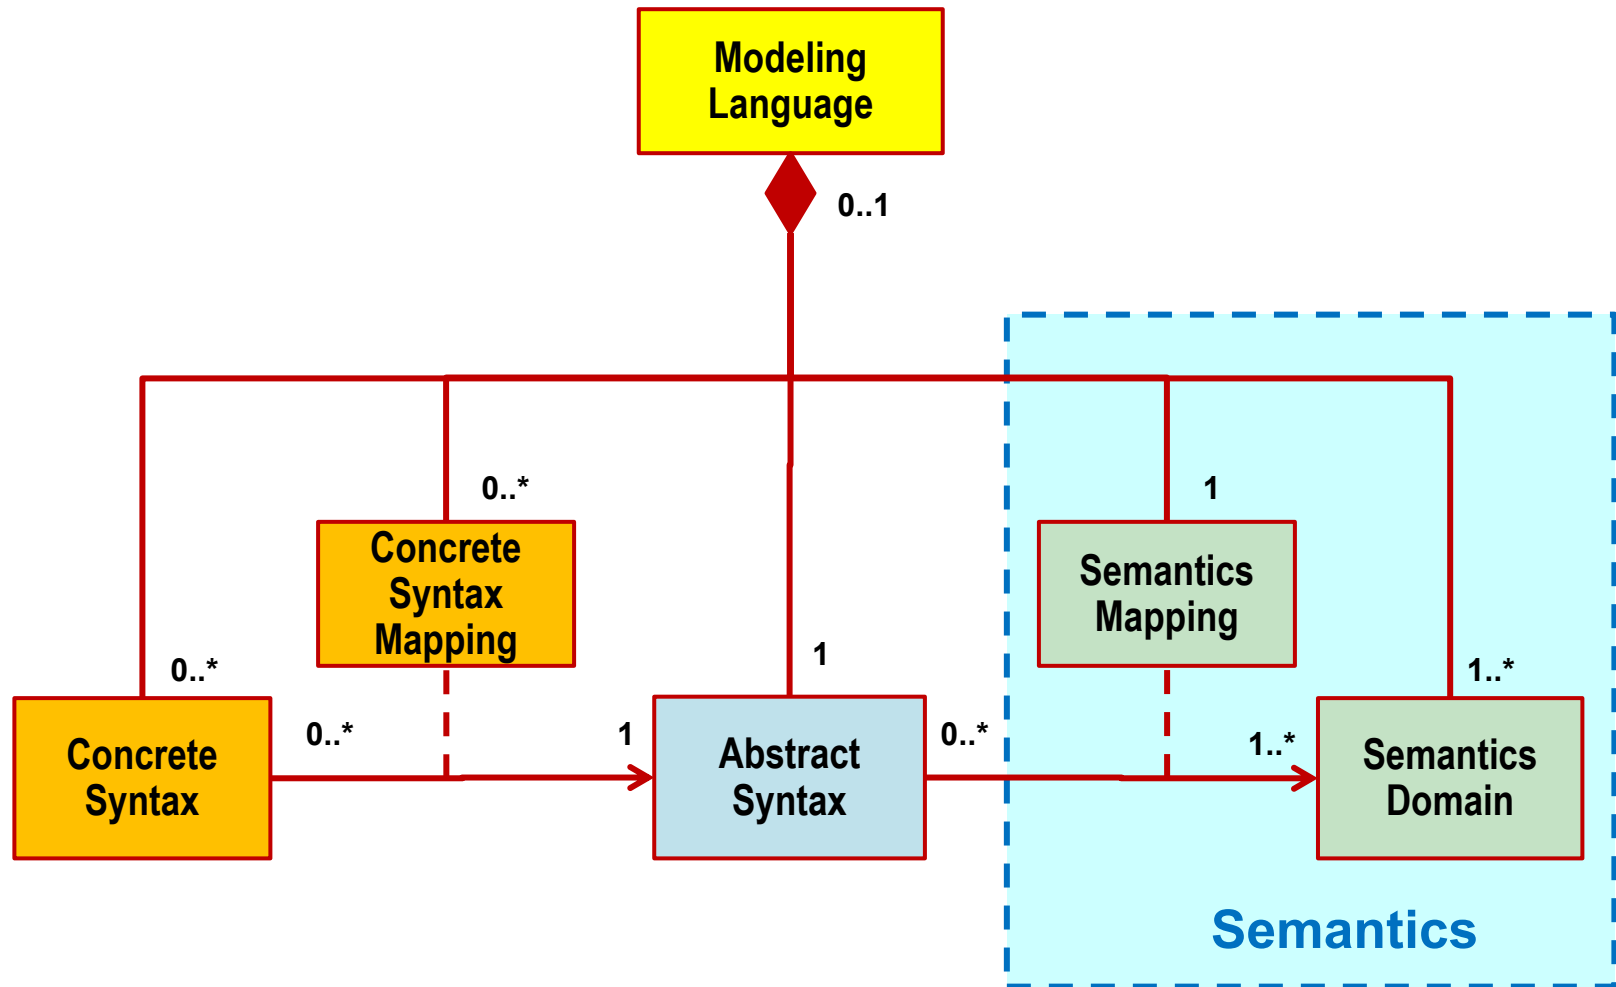 Modeling
Language
0..1
0..*
1
Concrete
Syntax
Mapping
Semantics
Mapping
0..*
1
1..*
Concrete
Syntax
0..*
1
Abstract
Syntax
0..*
1..*
Semantics
Domain
Semantics